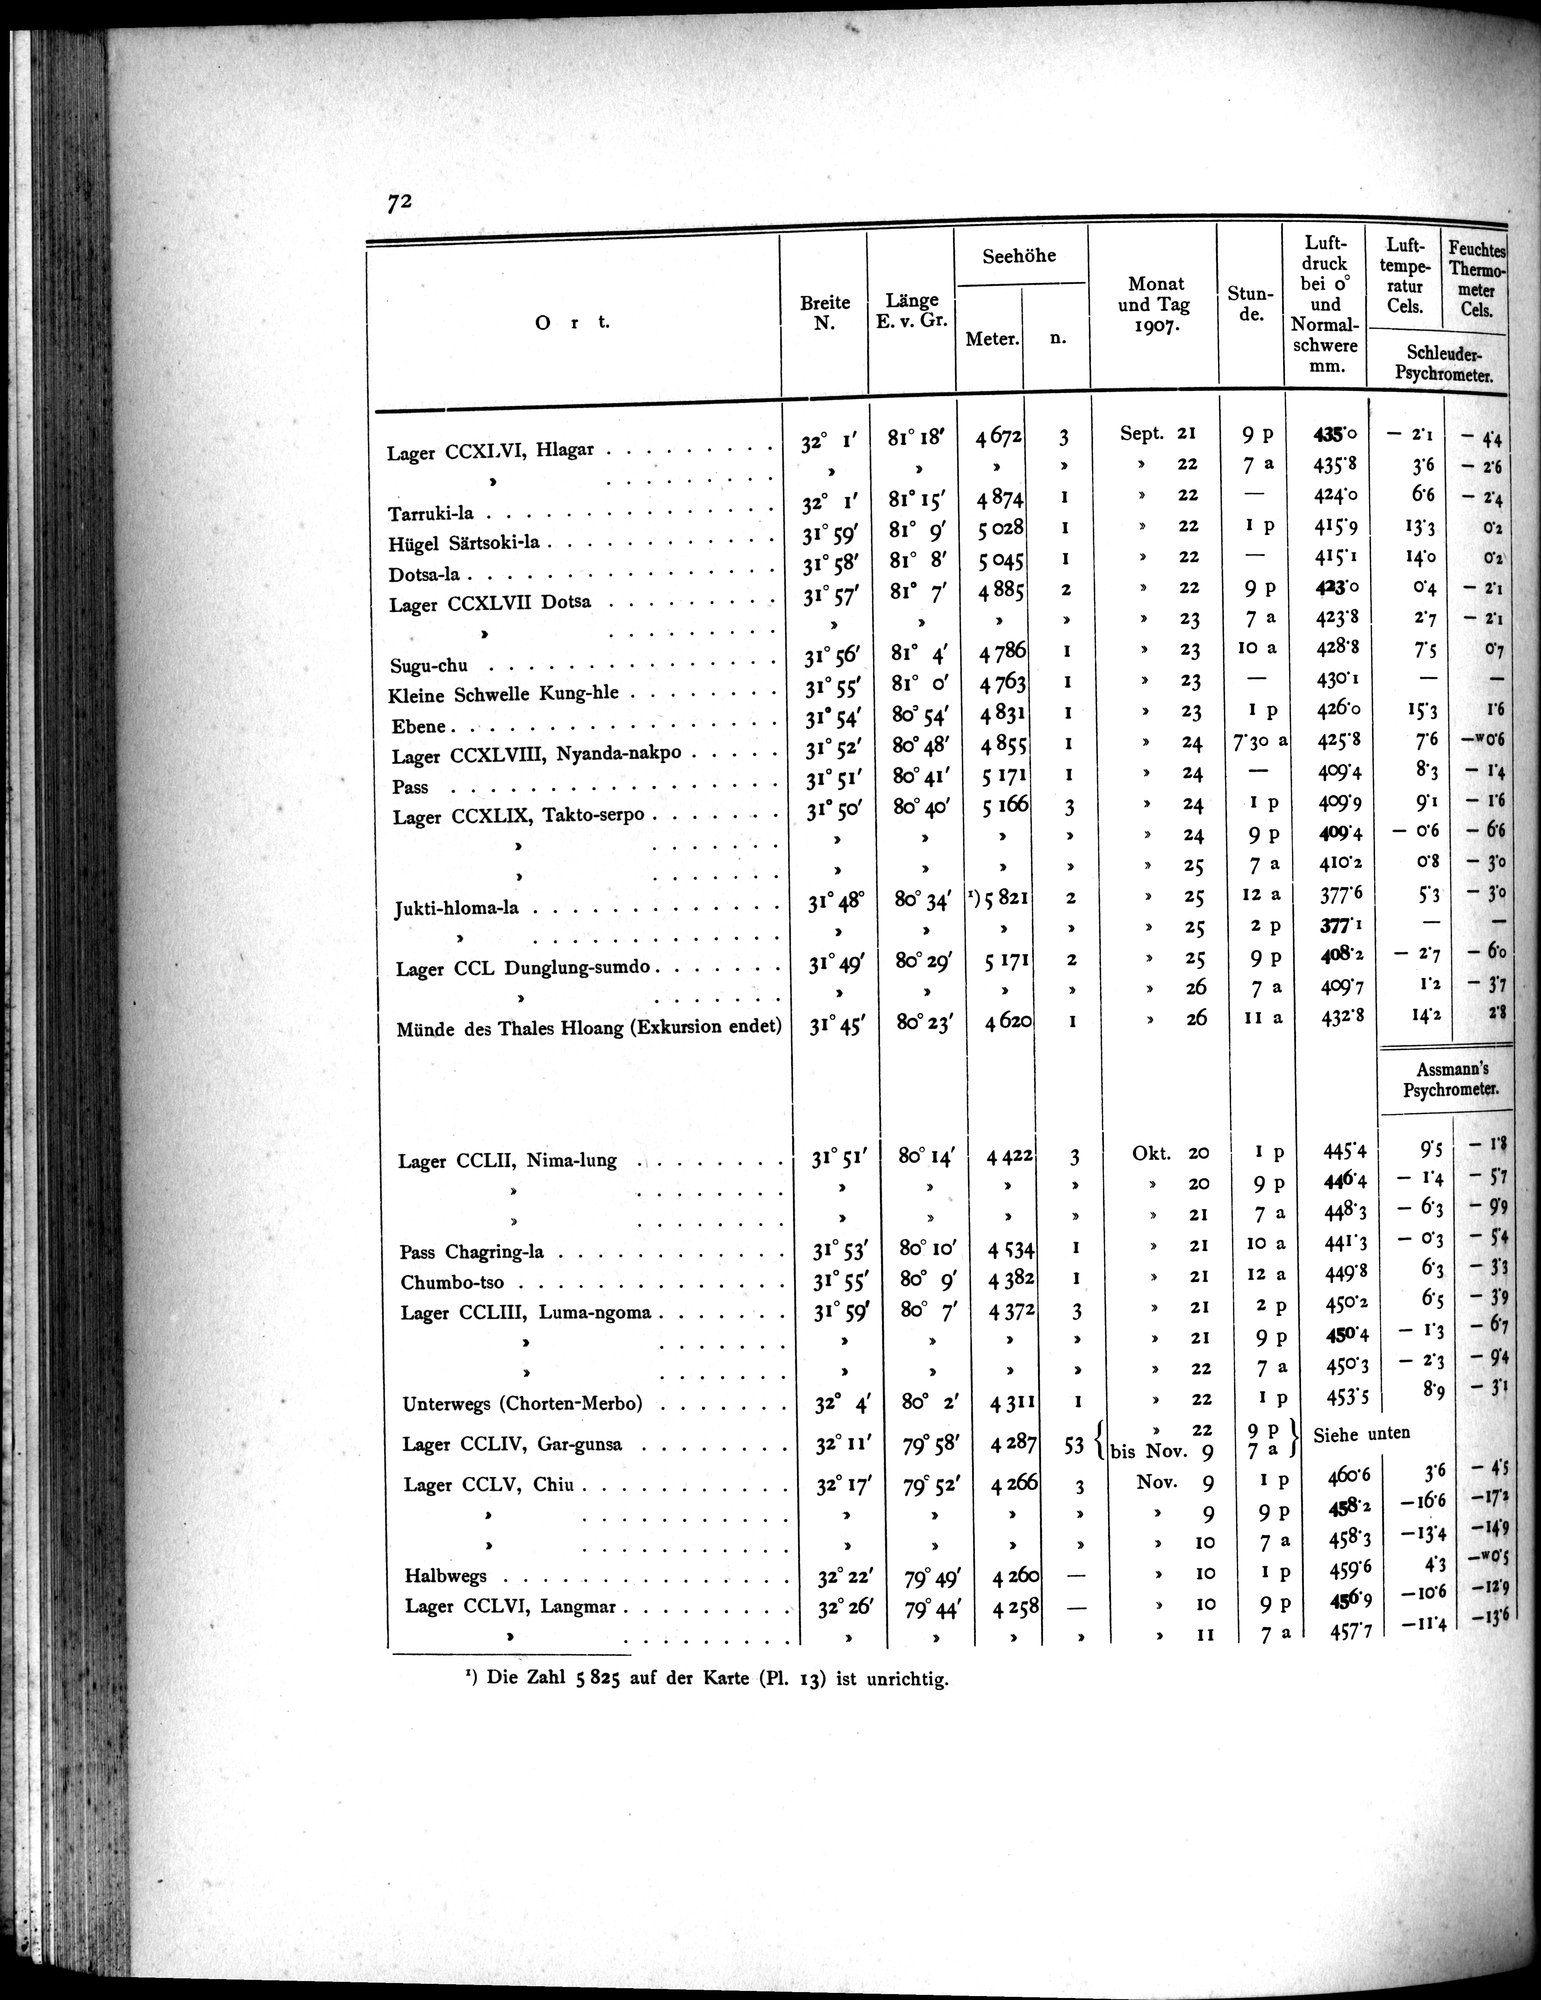 72
O r t. | Breite N. | Länge E. v. Gr. | Seehöhe Meter. | Seehöhe n. | Monat und Tag 1907. | Stun-de. | Luft-druck bei 0° und Normal-schwere mm. | Luft-tempe-ratur Cels. | Feuchtes Thermo-meter Cels.
Schleuder-Psychrometer.
Lager CCXLVI, Hlagar . . . . . . . . . | 32° 1′ | 81° 18′ | 4 672 | 3 | Sept. 21 | 9 p | 435·0 | — 2·1 | — 4·4
» . . . . . . . . . | » | » | » | » | » 22 | 7 a | 435·8 | 3·6 | — 2·6
Tarruki-la . . . . . . . . . . . . . . . | 32° 1′ | 81° 15′ | 4 874 | 1 | » 22 | — | 424·0 | 6·6 | — 2·4
Hügel Särtsoki-la . . . . . . . . . . . . | 31° 59′ | 81° 9′ | 5 028 | 1 | » 22 | 1 p | 415·9 | 13·3 | 0·2
Dotsa-la . . . . . . . . . . . . . . . . | 31° 58′ | 81° 8′ | 5 045 | 1 | » 22 | — | 415·1 | 14·0 | 0·2
Lager CCXLVII Dotsa . . . . . . . . . | 31° 57′ | 81° 7′ | 4 885 | 2 | » 22 | 9 p | 423·0 | 0·4 | — 2·1
» . . . . . . . . . | » | » | » | » | » 23 | 7 a | 423·8 | 2·7 | — 2·1
Sugu-chu . . . . . . . . . . . . . . . | 31° 56′ | 81° 4′ | 4 786 | 1 | » 23 | 10 a | 428·8 | 7·5 | 0·7
Kleine Schwelle Kung-hle . . . . . . . . | 31° 55′ | 81° 0′ | 4 763 | 1 | » 23 | — | 430·1 | — | —
Ebene . . . . . . . . . . . . . . . . . | 31° 54′ | 80° 54′ | 4 831 | 1 | » 23 | 1 p | 426·0 | 15·3 | 1·6
Lager CCXLVIII, Nyanda-nakpo . . . . . | 31° 52′ | 80° 48′ | 4 855 | 1 | » 24 | 7·30 a | 425·8 | 7·6 | —w0·6
Pass . . . . . . . . . . . . . . . . . | 31° 51′ | 80° 41′ | 5 171 | 1 | » 24 | — | 409·4 | 8·3 | — 1·4
Lager CCXLIX, Takto-serpo . . . . . . . | 31° 50′ | 80° 40′ | 5 166 | 3 | » 24 | 1 p | 409·9 | 9·1 | — 1·6
» . . . . . . . | » | » | » | » | » 24 | 9 p | 409·4 | — 0·6 | — 6·6
» . . . . . . . | » | » | » | » | » 25 | 7 a | 410·2 | 0·8 | — 3·0
Jukti-hloma-la . . . . . . . . . . . . . | 31° 48° | 80° 34′ | ¹) 5 821 | 2 | » 25 | 12 a | 377·6 | 5·3 | — 3·0
» . . . . . . . . . . . . . | » | » | » | » | » 25 | 2 p | 377·1 | — | —
Lager CCL Dunglung-sumdo . . . . . . . | 31° 49′ | 80° 29′ | 5 171 | 2 | » 25 | 9 p | 408·2 | — 2·7 | — 6·0
» . . . . . . . | » | » | » | » | » 26 | 7 a | 409·7 | 1·2 | — 3·7
Münde des Thales Hloang (Exkursion endet) | 31° 45′ | 80° 23′ | 4 620 | 1 | » 26 | 11 a | 432·8 | 14·2 | 2·8
Assmann's
Psychrometer.
Lager CCLII, Nima-lung . . . . . . . . | 31° 51′ | 80° 14′ | 4 422 | 3 | Okt. 20 | 1 p | 445·4 | 9·5 | — 1·8
» . . . . . . . . | » | » | » | » | » 20 | 9 p | 446·4 | — 1·4 | — 5·7
» . . . . . . . . | » | » | » | » | » 21 | 7 a | 448·3 | — 6·3 | — 9·9
Pass Chagring-la . . . . . . . . . . . . | 31° 53′ | 80° 10′ | 4 534 | 1 | » 21 | 10 a | 441·3 | — 0·3 | — 5·4
Chumbo-tso . . . . . . . . . . . . . . | 31° 55′ | 80° 9′ | 4 382 | 1 | » 21 | 12 a | 449·8 | 6·3 | — 3·3
Lager CCLIII, Luma-ngoma . . . . . . . | 31° 59′ | 80° 7′ | 4 372 | 3 | » 21 | 2 p | 450·2 | 6·5 | — 3·9
» . . . . . . . | » | » | » | » | » 21 | 9 p | 450·4 | — 1·3 | — 6·7
» . . . . . . . | » | » | » | » | » 22 | 7 a | 450·3 | — 2·3 | — 9·4
Unterwegs (Chorten-Merbo) . . . . . . . | 32° 4′ | 80° 2′ | 4 311 | 1 | » 22 | 1 p | 453·5 | 8·9 | — 3·1
Lager CCLIV, Gar-gunsa . . . . . . . . | 32° 11′ | 79° 58′ | 4 287 | 53 | { » 22 | 9 p } | Siehe unten
bis Nov. 9 | 7 a
Lager CCLV, Chiu . . . . . . . . . . . | 32° 17′ | 79° 52′ | 4 266 | 3 | Nov. 9 | 1 p | 460·6 | 3·6 | — 4·5
» . . . . . . . . . . . | » | » | » | » | » 9 | 9 p | 458·2 | —16·6 | —17·2
» . . . . . . . . . . . | » | » | » | » | » 10 | 7 a | 458·3 | —13·4 | —14·9
Halbwegs . . . . . . . . . . . . . . . | 32° 22′ | 79° 49′ | 4 260 | — | » 10 | 1 p | 459·6 | 4·3 | —w0·5
Lager CCLVI, Langmar . . . . . . . . . | 32° 26′ | 79° 44′ | 4 258 | — | » 10 | 9 p | 456·9 | —10·6 | —12·9
» . . . . . . . . . | » | » | » | » | » 11 | 7 a | 457·7 | —11·4 | —13·6
¹) Die Zahl 5 825 auf der Karte (Pl. 13) ist unrichtig.